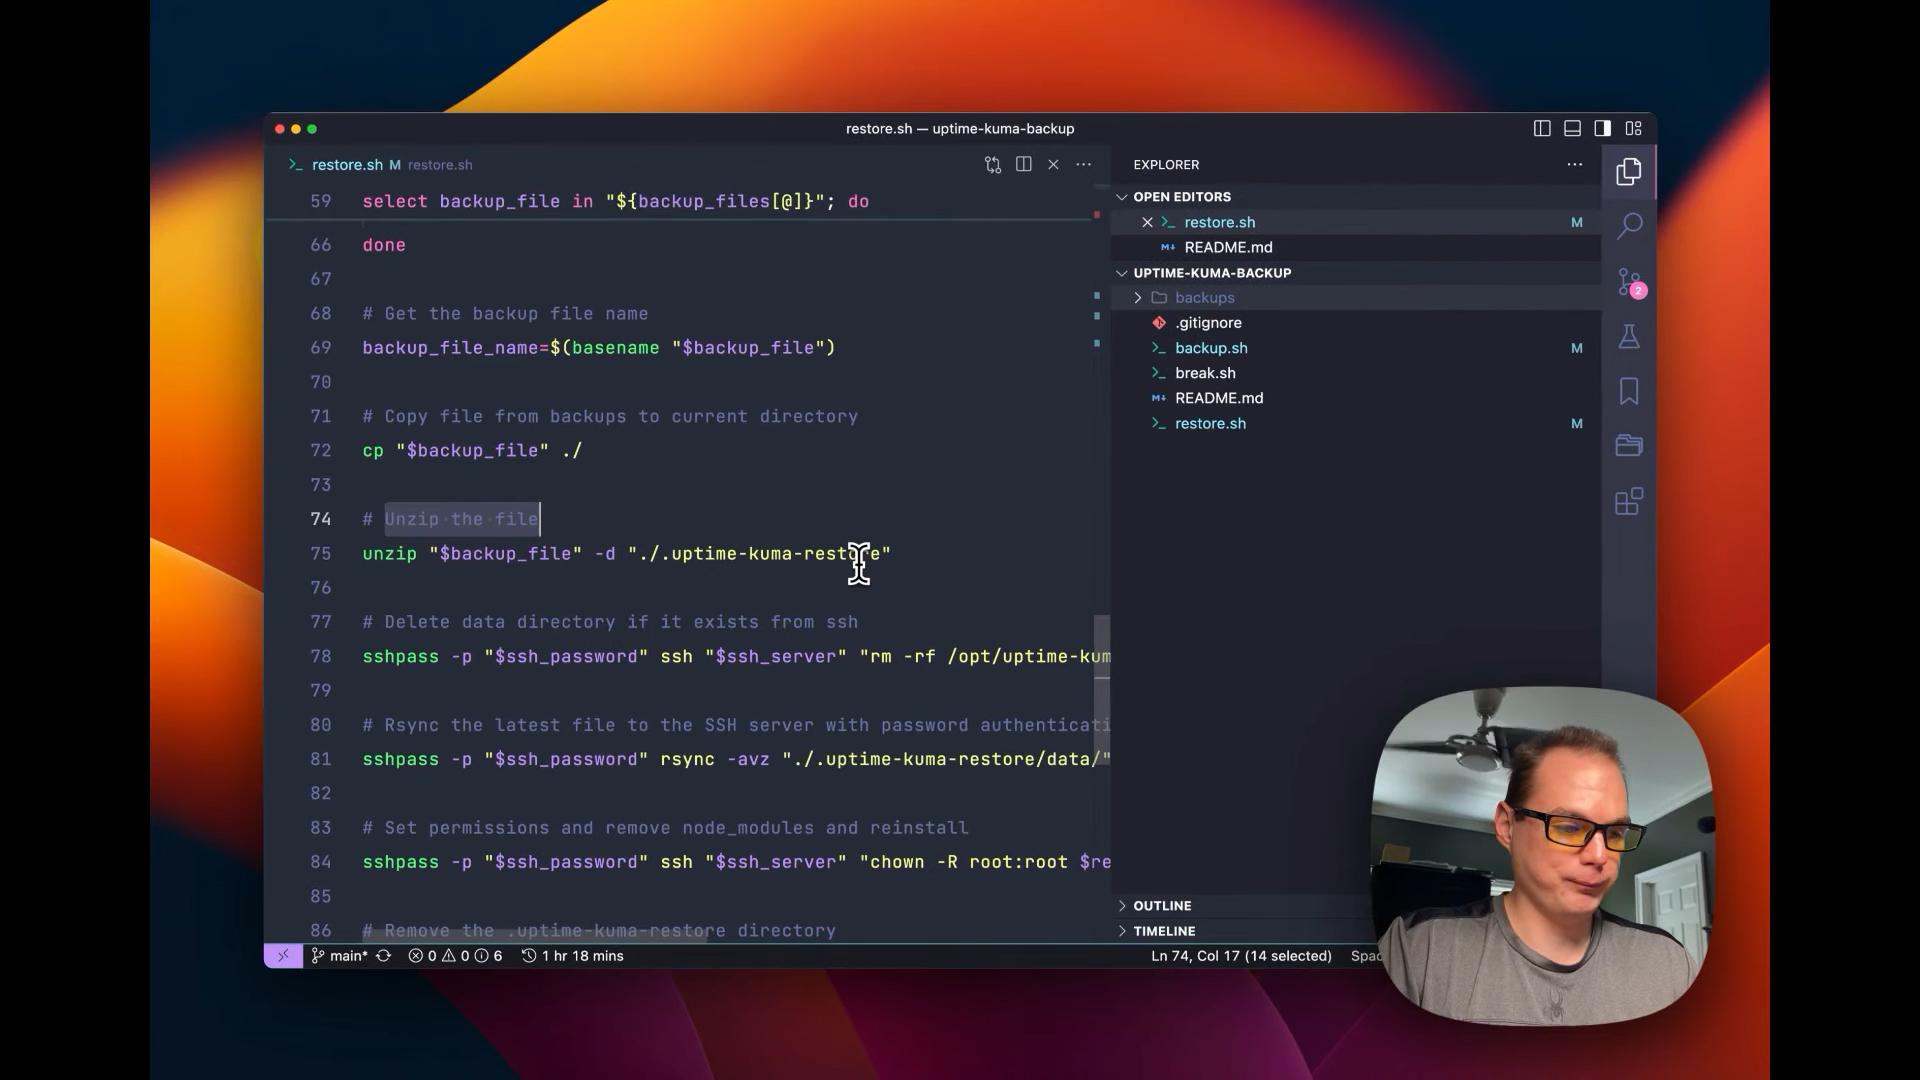 restore.sh — uptime-kuma-backup
restore.sh M restore.sh
59 select backup_file in "${backup_files[@]}"; do
66 done
67
68 # Get the backup file name
69 backup_file_name=$(basename "$backup_file")
70
71 # Copy file from backups to current directory
72 cp "$backup_file" ./
73
74 # Unzip the file
75 unzip "$backup_file" -d "./.uptime-kuma-restore"
76
77 # Delete data directory if it exists from ssh
78 sshpass -p "$ssh_password" ssh "$ssh_server" "rm -rf /opt/uptime-kum
79
80 # Rsync the latest file to the SSH server with password authenticati
81 sshpass -p "$ssh_password" rsync -avz "./.uptime-kuma-restore/data/"
82
83 # Set permissions and remove node_modules and reinstall
84 sshpass -p "$ssh_password" ssh "$ssh_server" "chown -R root:root $re
85
86 # Remove the .uptime-kuma-restore directory
EXPLORER
OPEN EDITORS
restore.sh M
README.md
UPTIME-KUMA-BACKUP
backups
.gitignore
backup.sh M
break.sh
README.md
restore.sh M
2
OUTLINE
TIMELINE
main* 0 0 6 1 hr 18 mins
Ln 74, Col 17 (14 selected) Spac